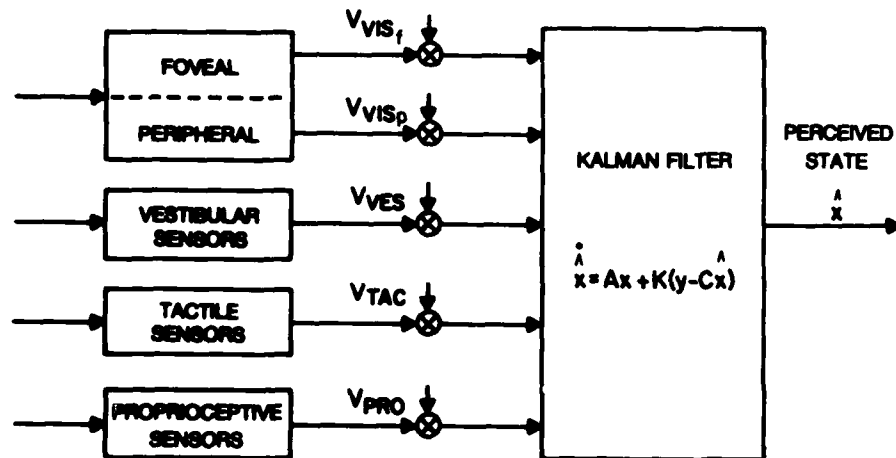 FOVEAL
PERIPHERAL
VESTIBULAR
SENSORS
TACTILE
SENSORS
PROPRIOCEPTIVE
SENSORS
V_VIS_f
V_VIS_p
V_VES
V_TAC
V_PRO
KALMAN FILTER
x̂̇ = Ax + K(y-Cx̂)
PERCEIVED
STATE
x̂